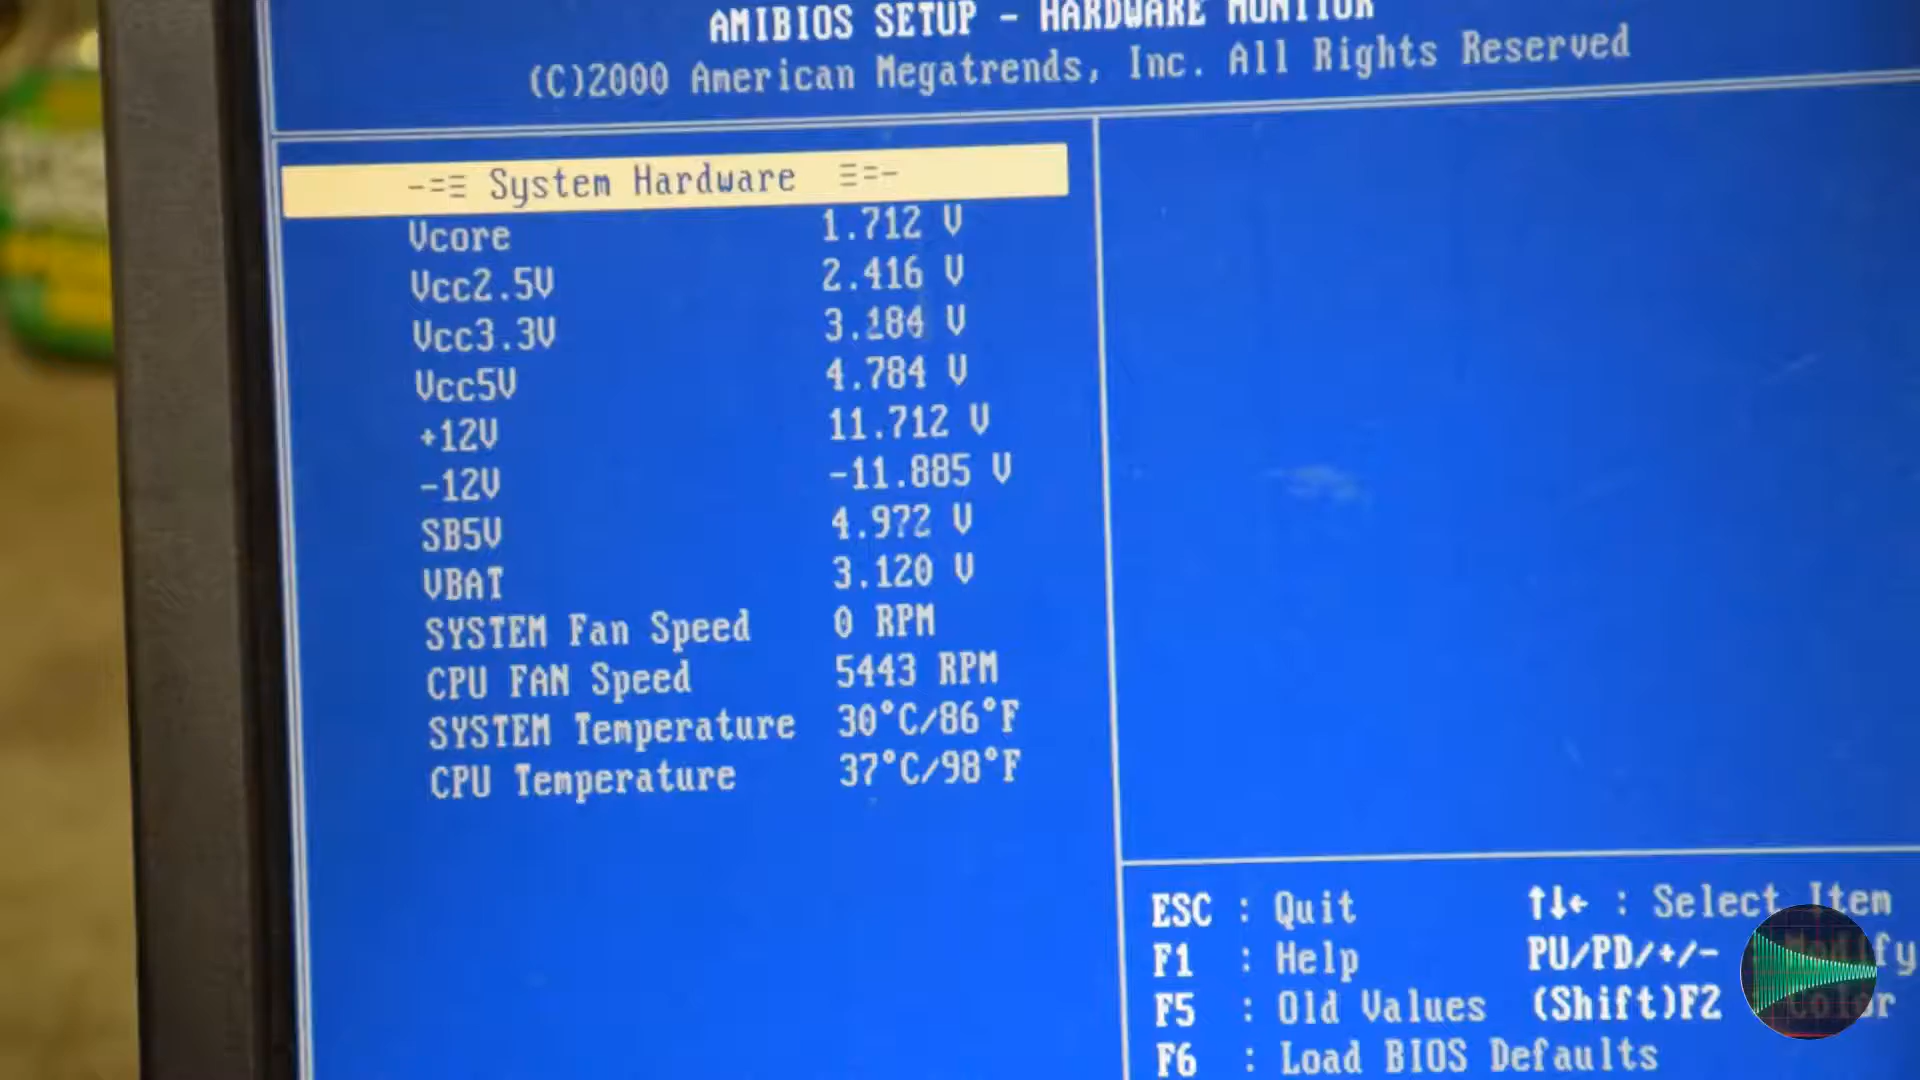 AMIBIOS SETUP - HARDWARE MONITOR
(C)2000 American Megatrends, Inc. All Rights Reserved
-=≡ System Hardware ≡=-
Vcore 1.712 V
Vcc2.5V 2.416 V
Vcc3.3V 3.184 V
Vcc5V 4.784 V
+12V 11.712 V
-12V -11.885 V
SB5V 4.972 V
VBAT 3.120 V
SYSTEM Fan Speed 0 RPM
CPU FAN Speed 5443 RPM
SYSTEM Temperature 30°C/86°F
CPU Temperature 37°C/98°F
ESC : Quit ↑↓← : Select Item
F1 : Help PU/PD/+/- : Modify
F5 : Old Values (Shift)F2 : Color
F6 : Load BIOS Defaults